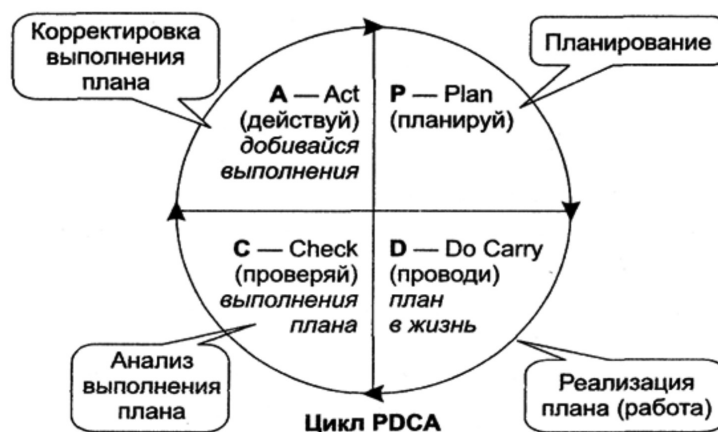 Корректировка
выполнения
плана
Планирование
A — Act
(действуй)
добивайся
выполнения
P — Plan
(планируй)
C — Check
(проверяй)
выполнения
плана
D — Do Carry
(проводи)
план
в жизнь
Анализ
выполнения
плана
Реализация
плана (работа)
Цикл PDCA